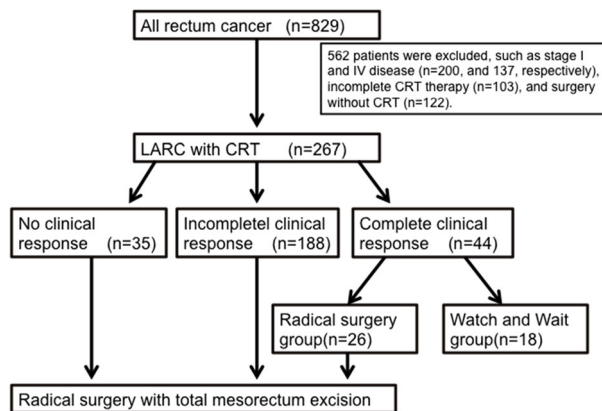 All rectum cancer (n=829)
562 patients were excluded, such as stage I
and IV disease (n=200, and 137, respectively),
incomplete CRT therapy (n=103), and surgery
without CRT (n=122).
LARC with CRT (n=267)
No clinical
response (n=35)
Incompletel clinical
response (n=188)
Complete clinical
response (n=44)
Radical surgery
group(n=26)
Watch and Wait
group(n=18)
Radical surgery with total mesorectum excision